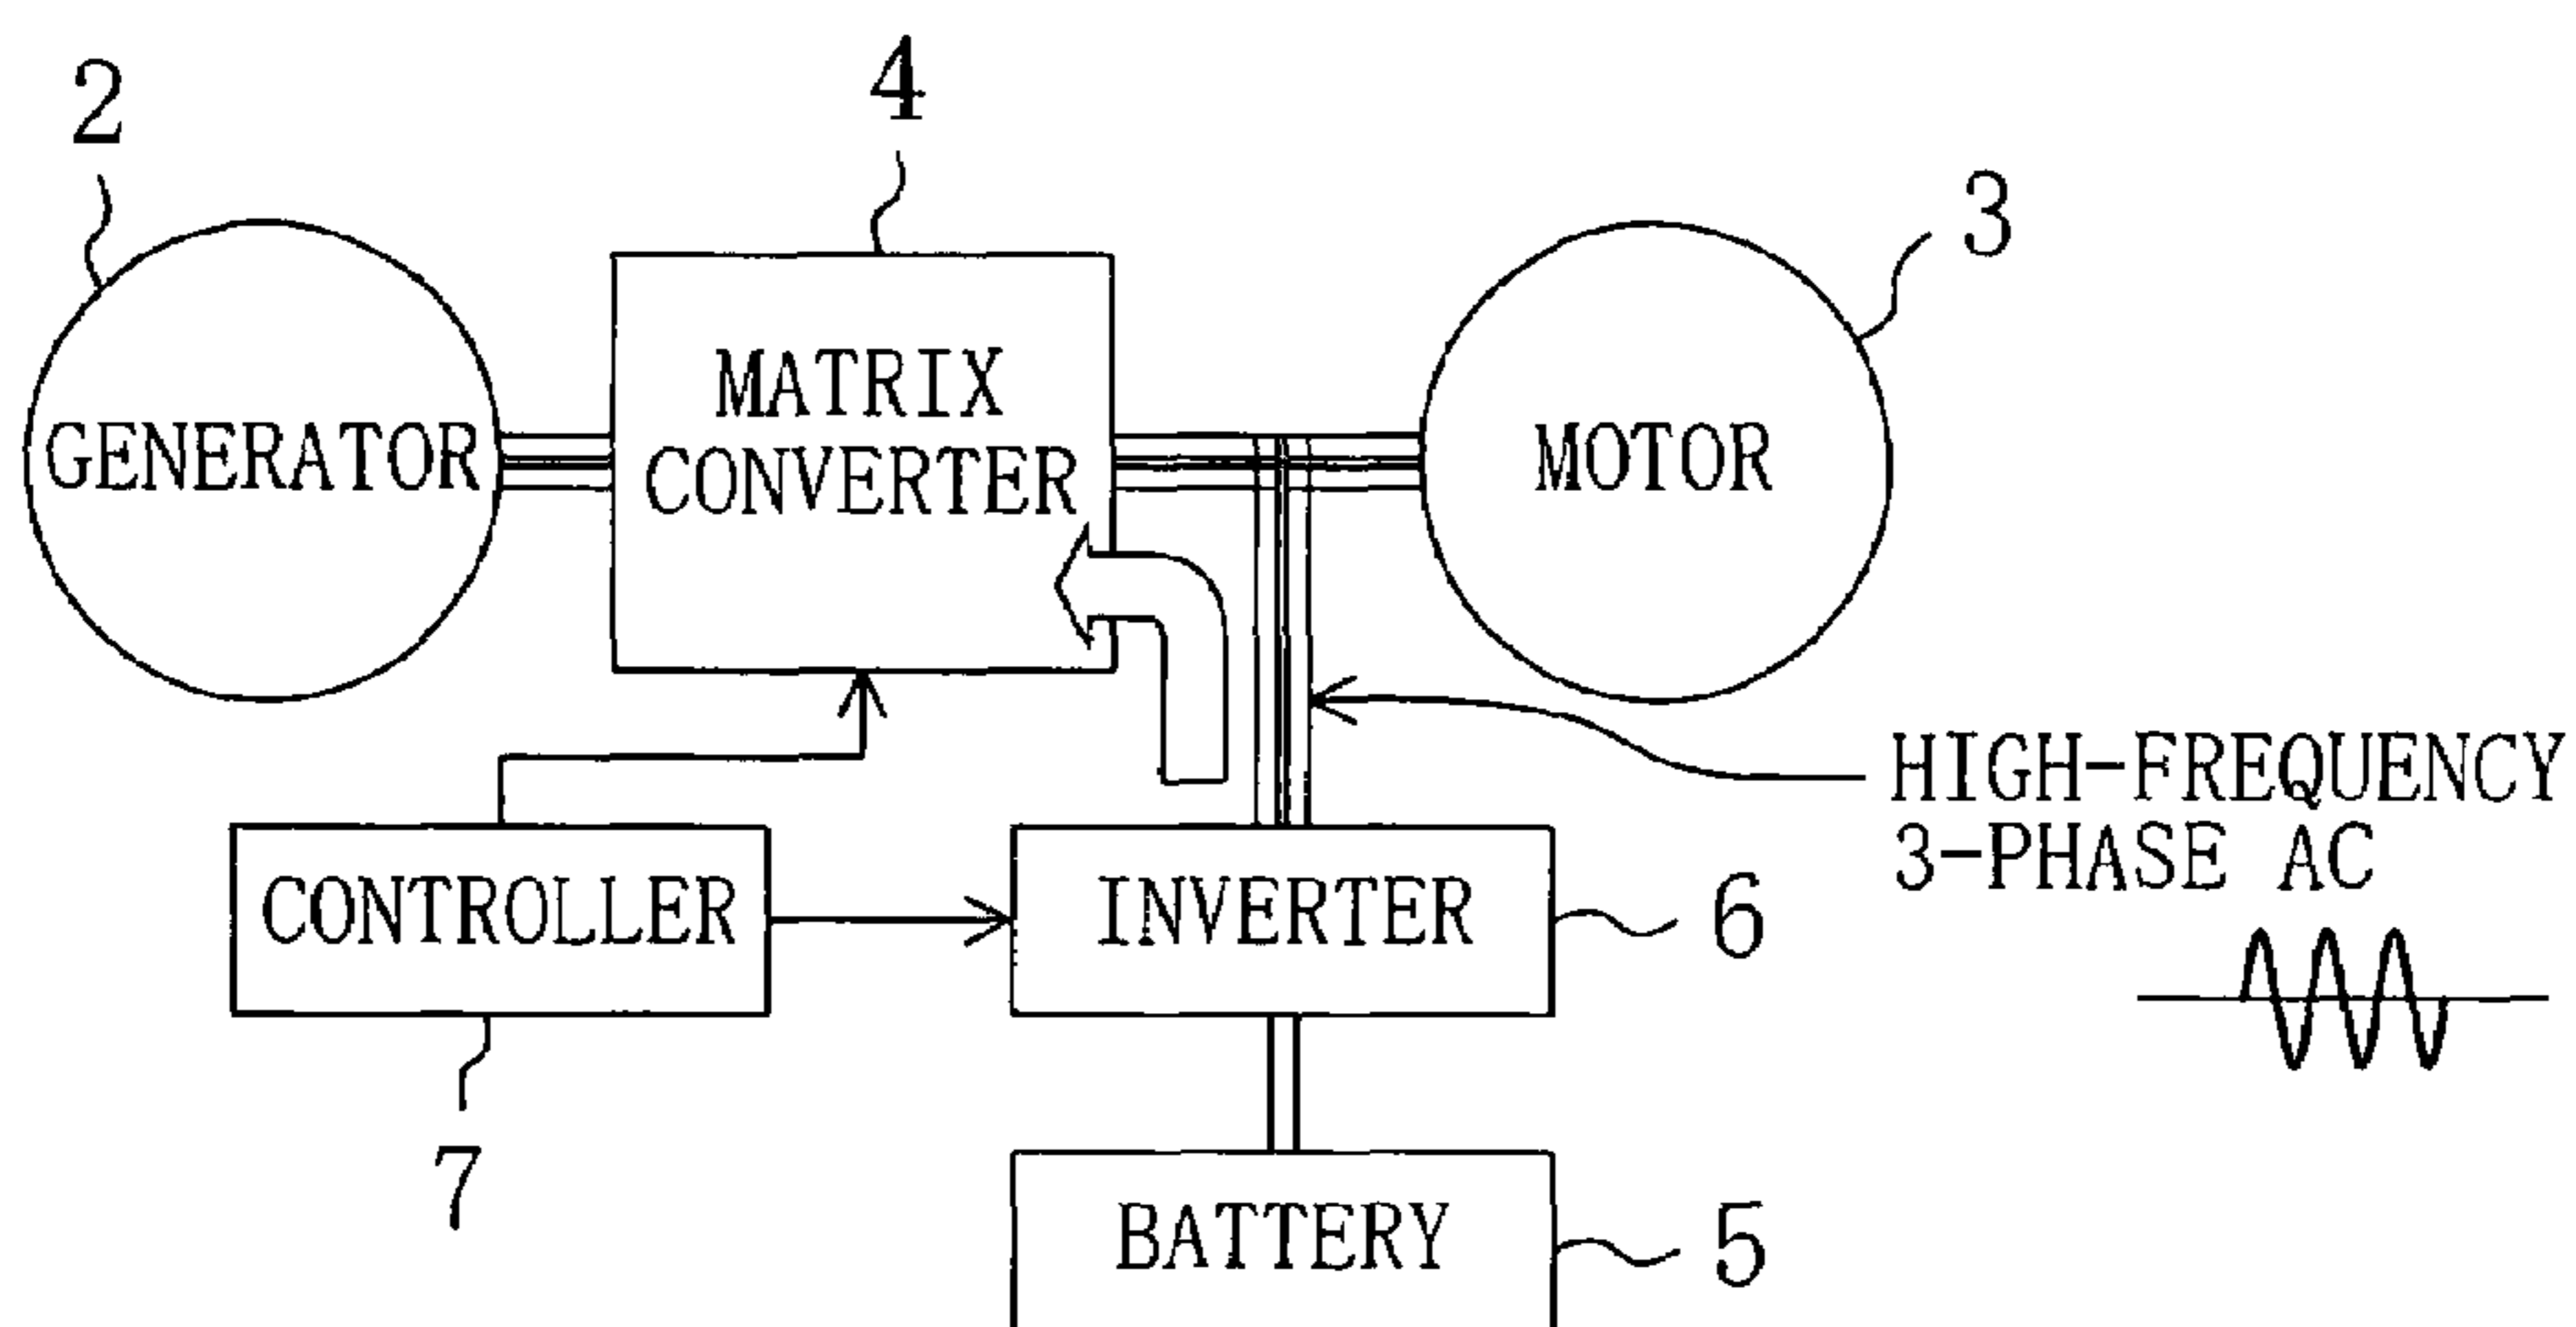 2
4
3
GENERATOR
MATRIX
CONVERTER
MOTOR
HIGH-FREQUENCY
3-PHASE AC
CONTROLLER
INVERTER
6
7
BATTERY
5